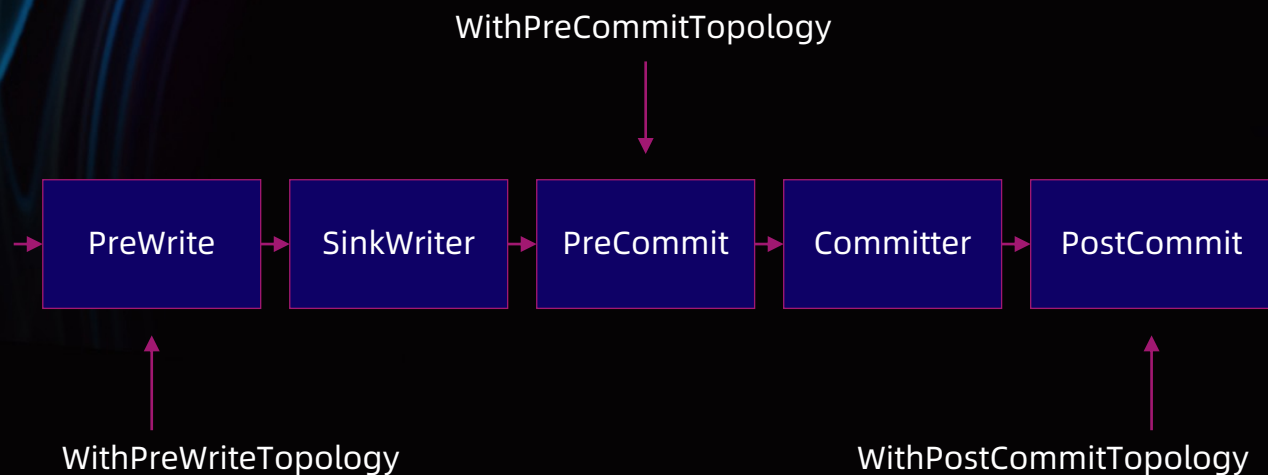 WithPreCommitTopology
PreWrite
SinkWriter
PreCommit
Committer
PostCommit
WithPreWriteTopology
WithPostCommitTopology